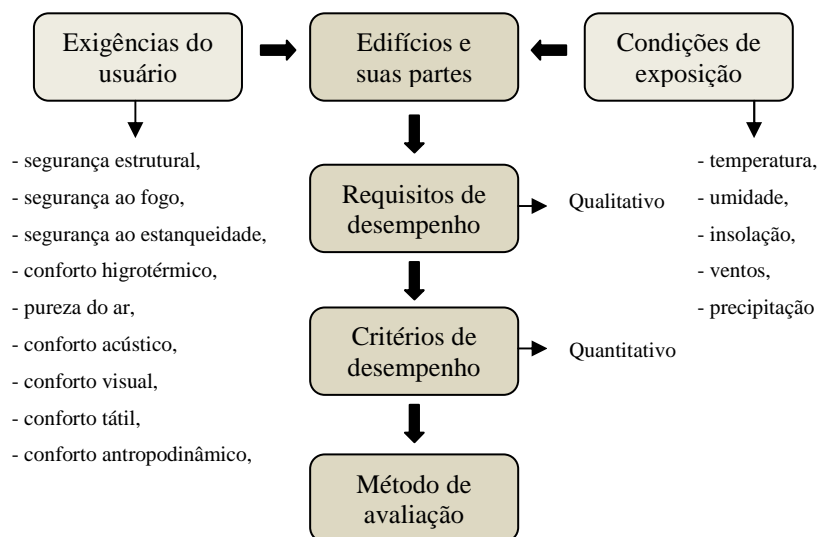 Exigências do
usuário
Edifícios e
suas partes
Condições de
exposição
- segurança estrutural,
- segurança ao fogo,
- segurança ao estanqueidade,
- conforto higrotérmico,
- pureza do ar,
- conforto acústico,
- conforto visual,
- conforto tátil,
- conforto antropodinâmico,
Requisitos de
desempenho
Qualitativo
Critérios de
desempenho
Quantitativo
Método de
avaliação
- temperatura,
- umidade,
- insolação,
- ventos,
- precipitação